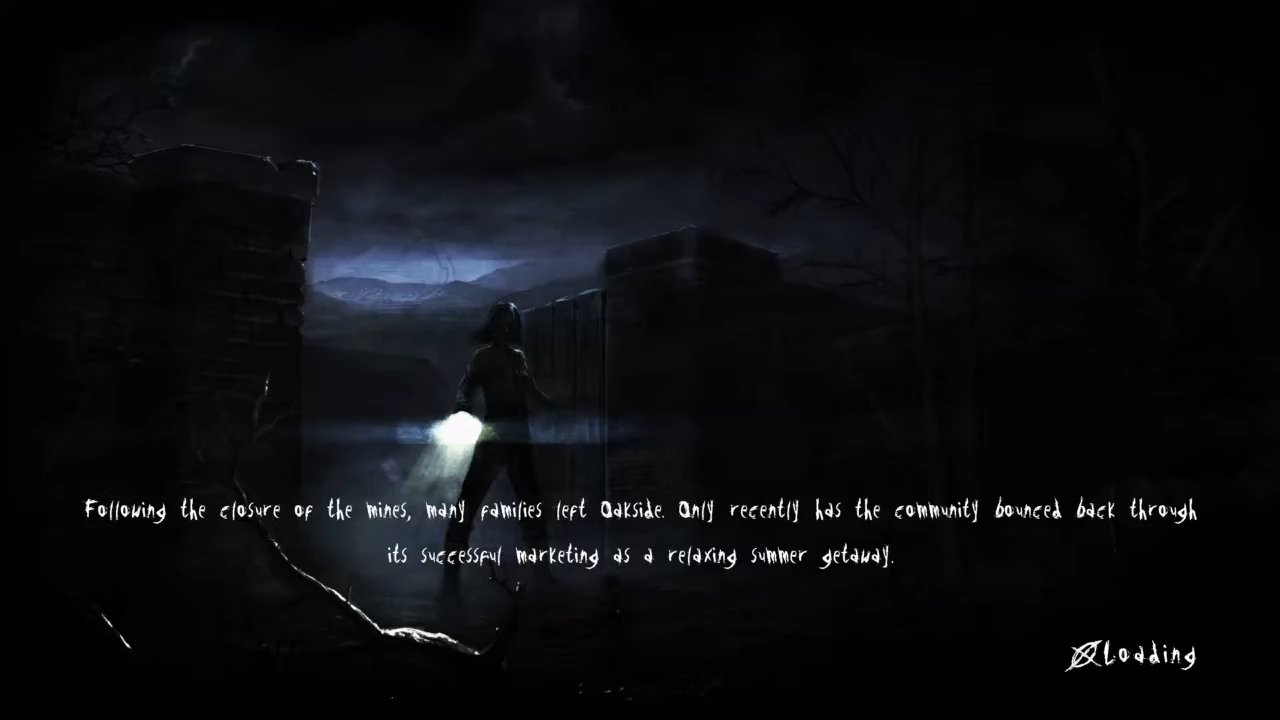 Following the closure of the mines, many families left Oakside. Only recently has the community bounced back through
its successful marketing as a relaxing summer getaway.
Loading